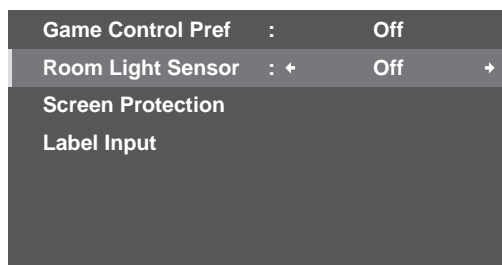 Game Control Pref : Off
Room Light Sensor : ← Off →
Screen Protection
Label Input